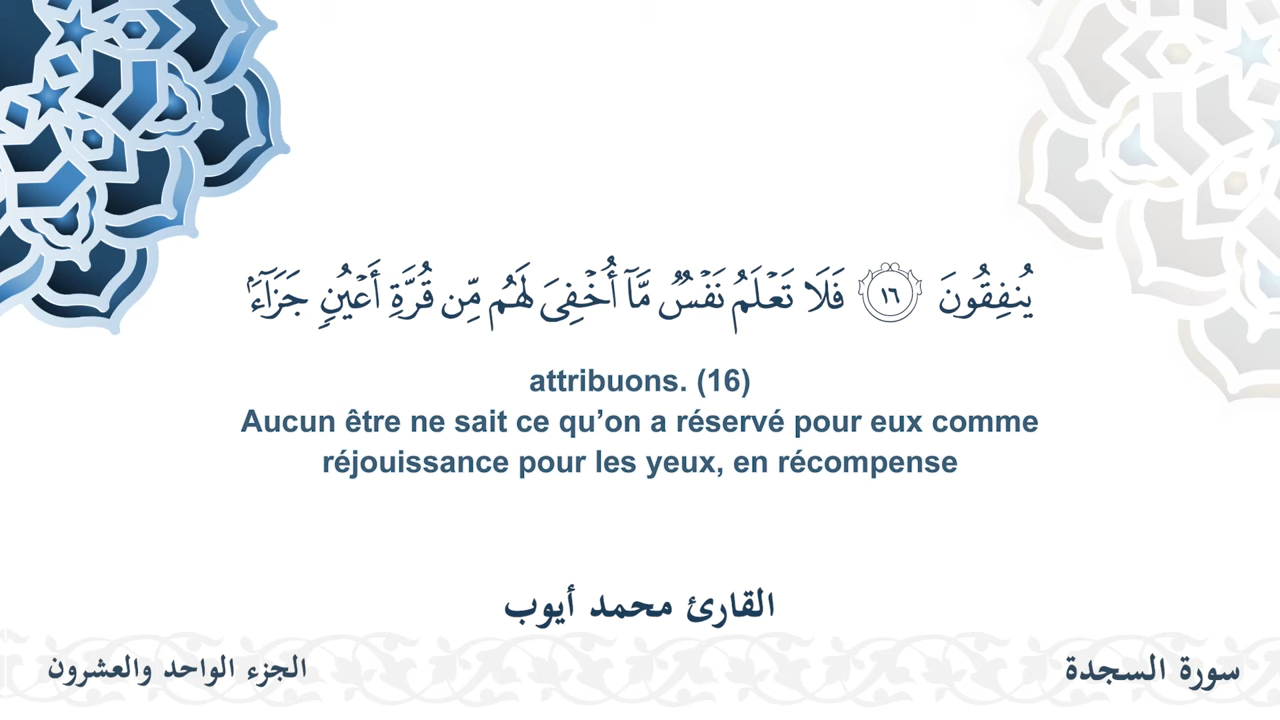 يُنفِقُونَ ١٦ فَلَا تَعْلَمُ نَفْسٌ مَّآ أُخْفِىَ لَهُم مِّن قُرَّةِ أَعْيُنٍ جَزَآءًۢ
attribuons. (16)
Aucun être ne sait ce qu’on a réservé pour eux comme
réjouissance pour les yeux, en récompense
القارئ محمد أيوب
سورة السجدة
الجزء الواحد والعشرون